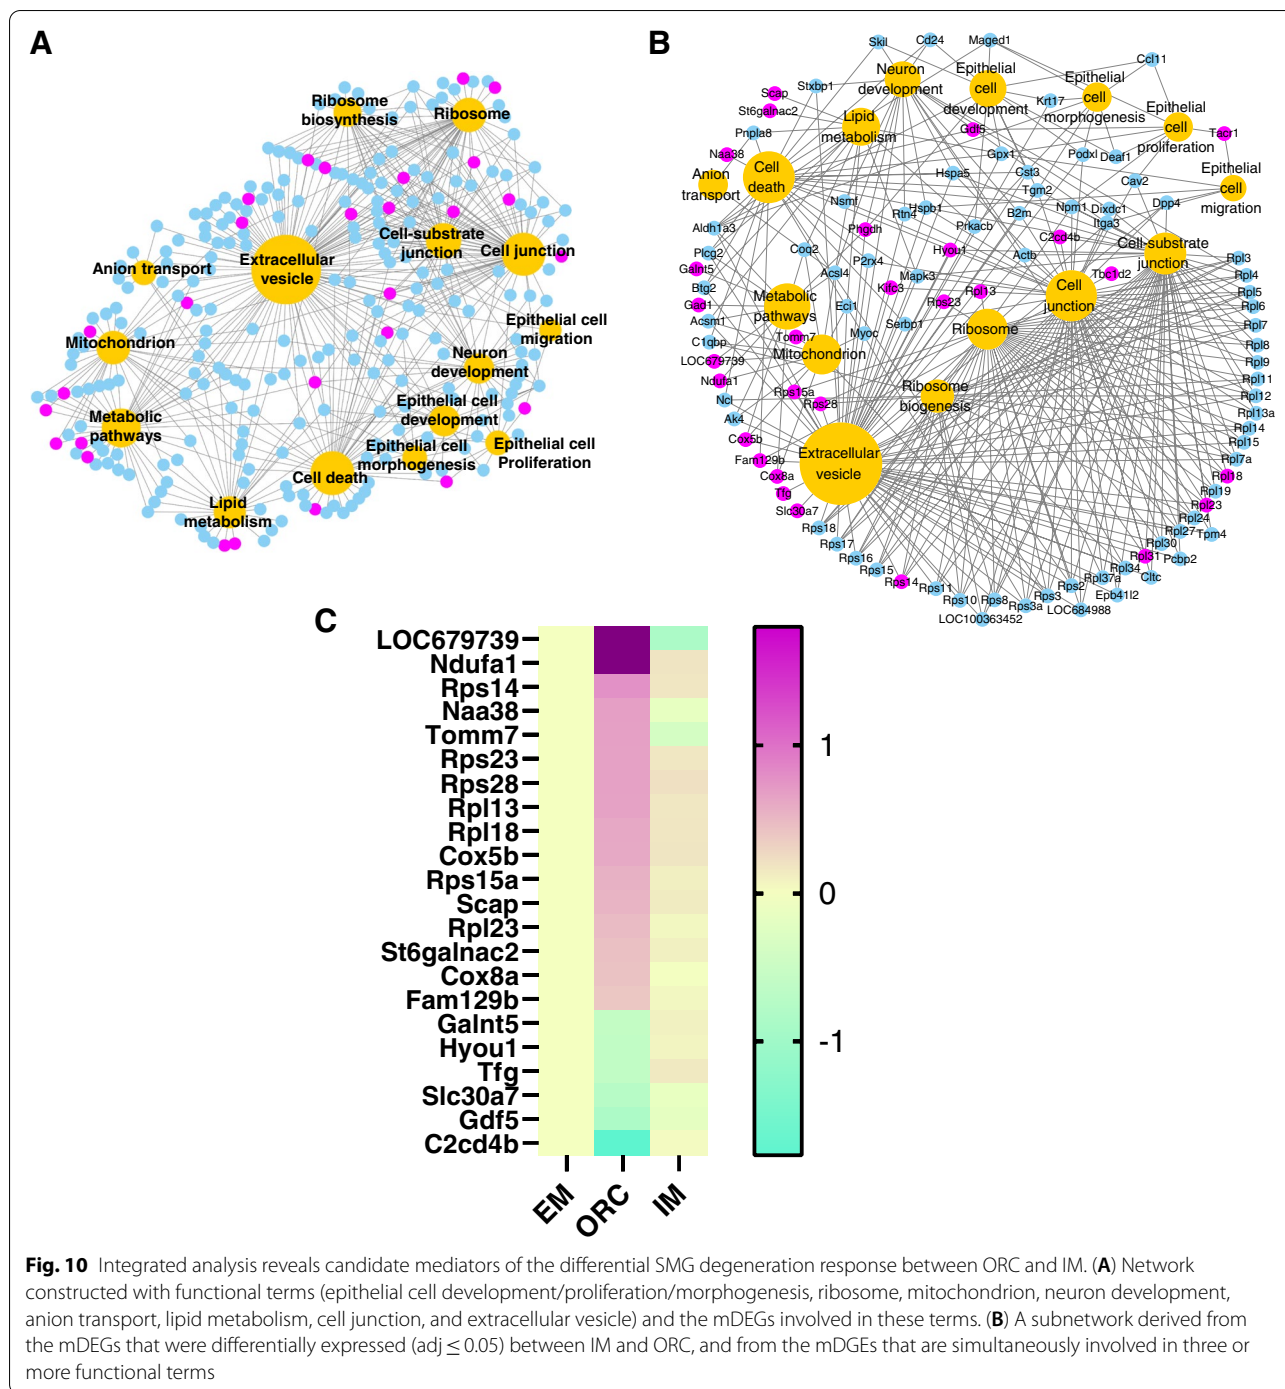 A
Ribosome
biosynthesis
Ribosome
Cell-substrate
junction
Cell junction
Extracellular
vesicle
Anion transport
Mitochondrion
Epithelial cell
migration
Neuron
development
Epithelial cell
development
Metabolic
pathways
Epithelial cell
morphogenesis
Epithelial cell
Proliferation
Cell death
Lipid
metabolism
B
Skil
Cd24
Maged1
Ccl11
Neuron
development
Epithelial
cell
development
Epithelial
cell
morphogenesis
Stxbp1
Scap
St6galnac2
Krt17
Epithelial
cell
proliferation
Lipid
metabolism
Gdf5
Tacr1
Pnpla8
Naa38
Gpx1
Podxl
Deaf1
Epithelial
cell
migration
Anion
transport
Cell
death
Hspa5
Cst3
Tgm2
Cav2
Nsmf
Rtn4
Hspb1
B2m
Npm1
Dixdc1
Dpp4
Itga3
Aldh1a3
Phgdh
Prkacb
C2cd4b
Cell-substrate
junction
Plcg2
Coq2
P2rx4
Hyou1
Actb
Rpl3
Galnt5
Acsl4
Mapk3
Tbc1d2
Rpl4
Btg2
Kifc3
Rpl13
Cell
junction
Rpl5
Gad1
Metabolic
pathways
Eci1
Rps23
Rpl6
Acsm1
Serbp1
Ribosome
Rpl7
C1qbp
Tomm7
Myoc
Rpl8
LOC679739
Mitochondrion
Rpl9
Ndufa1
Rps15a
Ribosome
biogenesis
Rpl11
Ncl
Rps28
Rpl12
Ak4
Rpl13a
Cox5b
Rpl14
Fam129b
Extracellular
vesicle
Rpl15
Cox8a
Rpl7a
Tfg
Rpl18
Slc30a7
Rpl19
Rps18
Rpl23
Rps17
Rpl24
Rps16
Rpl27
Tpm4
Rps15
Rpl30
Rps14
Rpl31
Pcbp2
Rps11
Rpl34
Cltc
Rps10
Rps8
Rps3a
Rps3
Rps2
Rpl37a
Epb41l2
LOC100363452
LOC684988
C
LOC679739
Ndufa1
Rps14
Naa38
Tomm7
Rps23
Rps28
Rpl13
Rpl18
Cox5b
Rps15a
Scap
Rpl23
St6galnac2
Cox8a
Fam129b
Galnt5
Hyou1
Tfg
Slc30a7
Gdf5
C2cd4b
EM
ORC
IM
1
0
-1
Fig. 10 Integrated analysis reveals candidate mediators of the differential SMG degeneration response between ORC and IM. (A) Network
constructed with functional terms (epithelial cell development/proliferation/morphogenesis, ribosome, mitochondrion, neuron development,
anion transport, lipid metabolism, cell junction, and extracellular vesicle) and the mDEGs involved in these terms. (B) A subnetwork derived from
the mDEGs that were differentially expressed (adj ≤ 0.05) between IM and ORC, and from the mDGEs that are simultaneously involved in three or
more functional terms